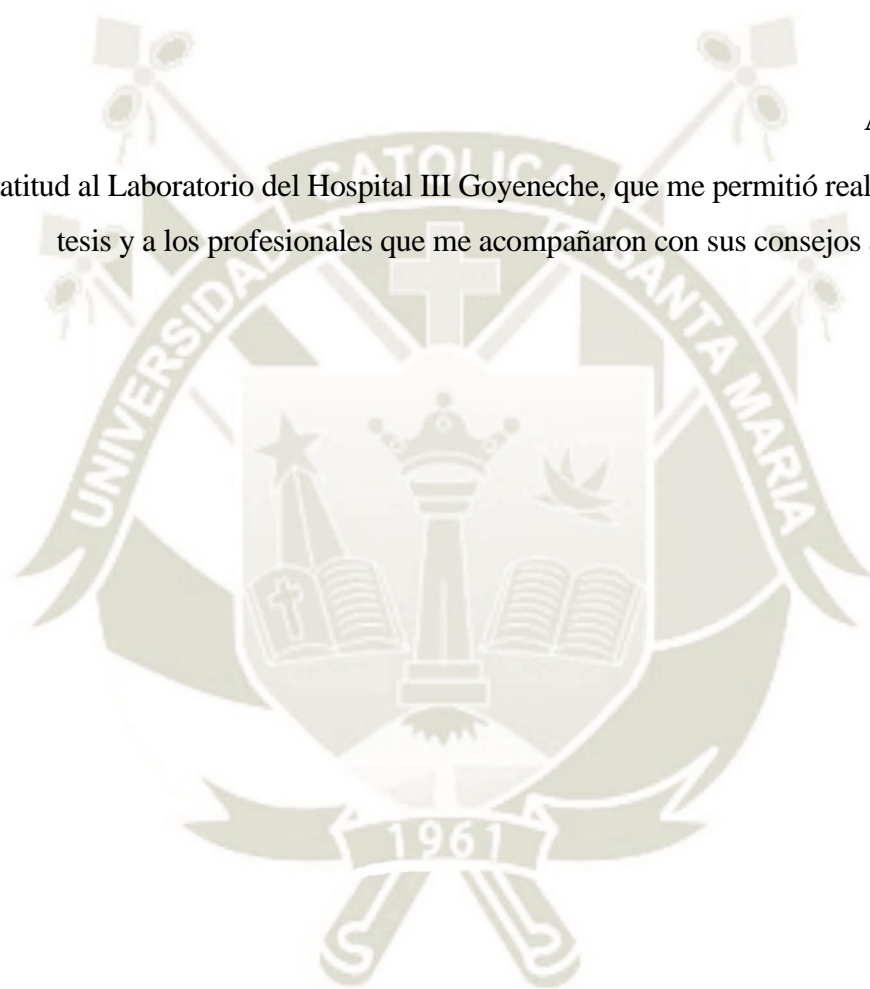 A
atitud al Laboratorio del Hospital III Goyeneche, que me permitió real
tesis y a los profesionales que me acompañaron con sus consejos
UNIVERSIDAD CATOLICA SANTA MARIA
1961